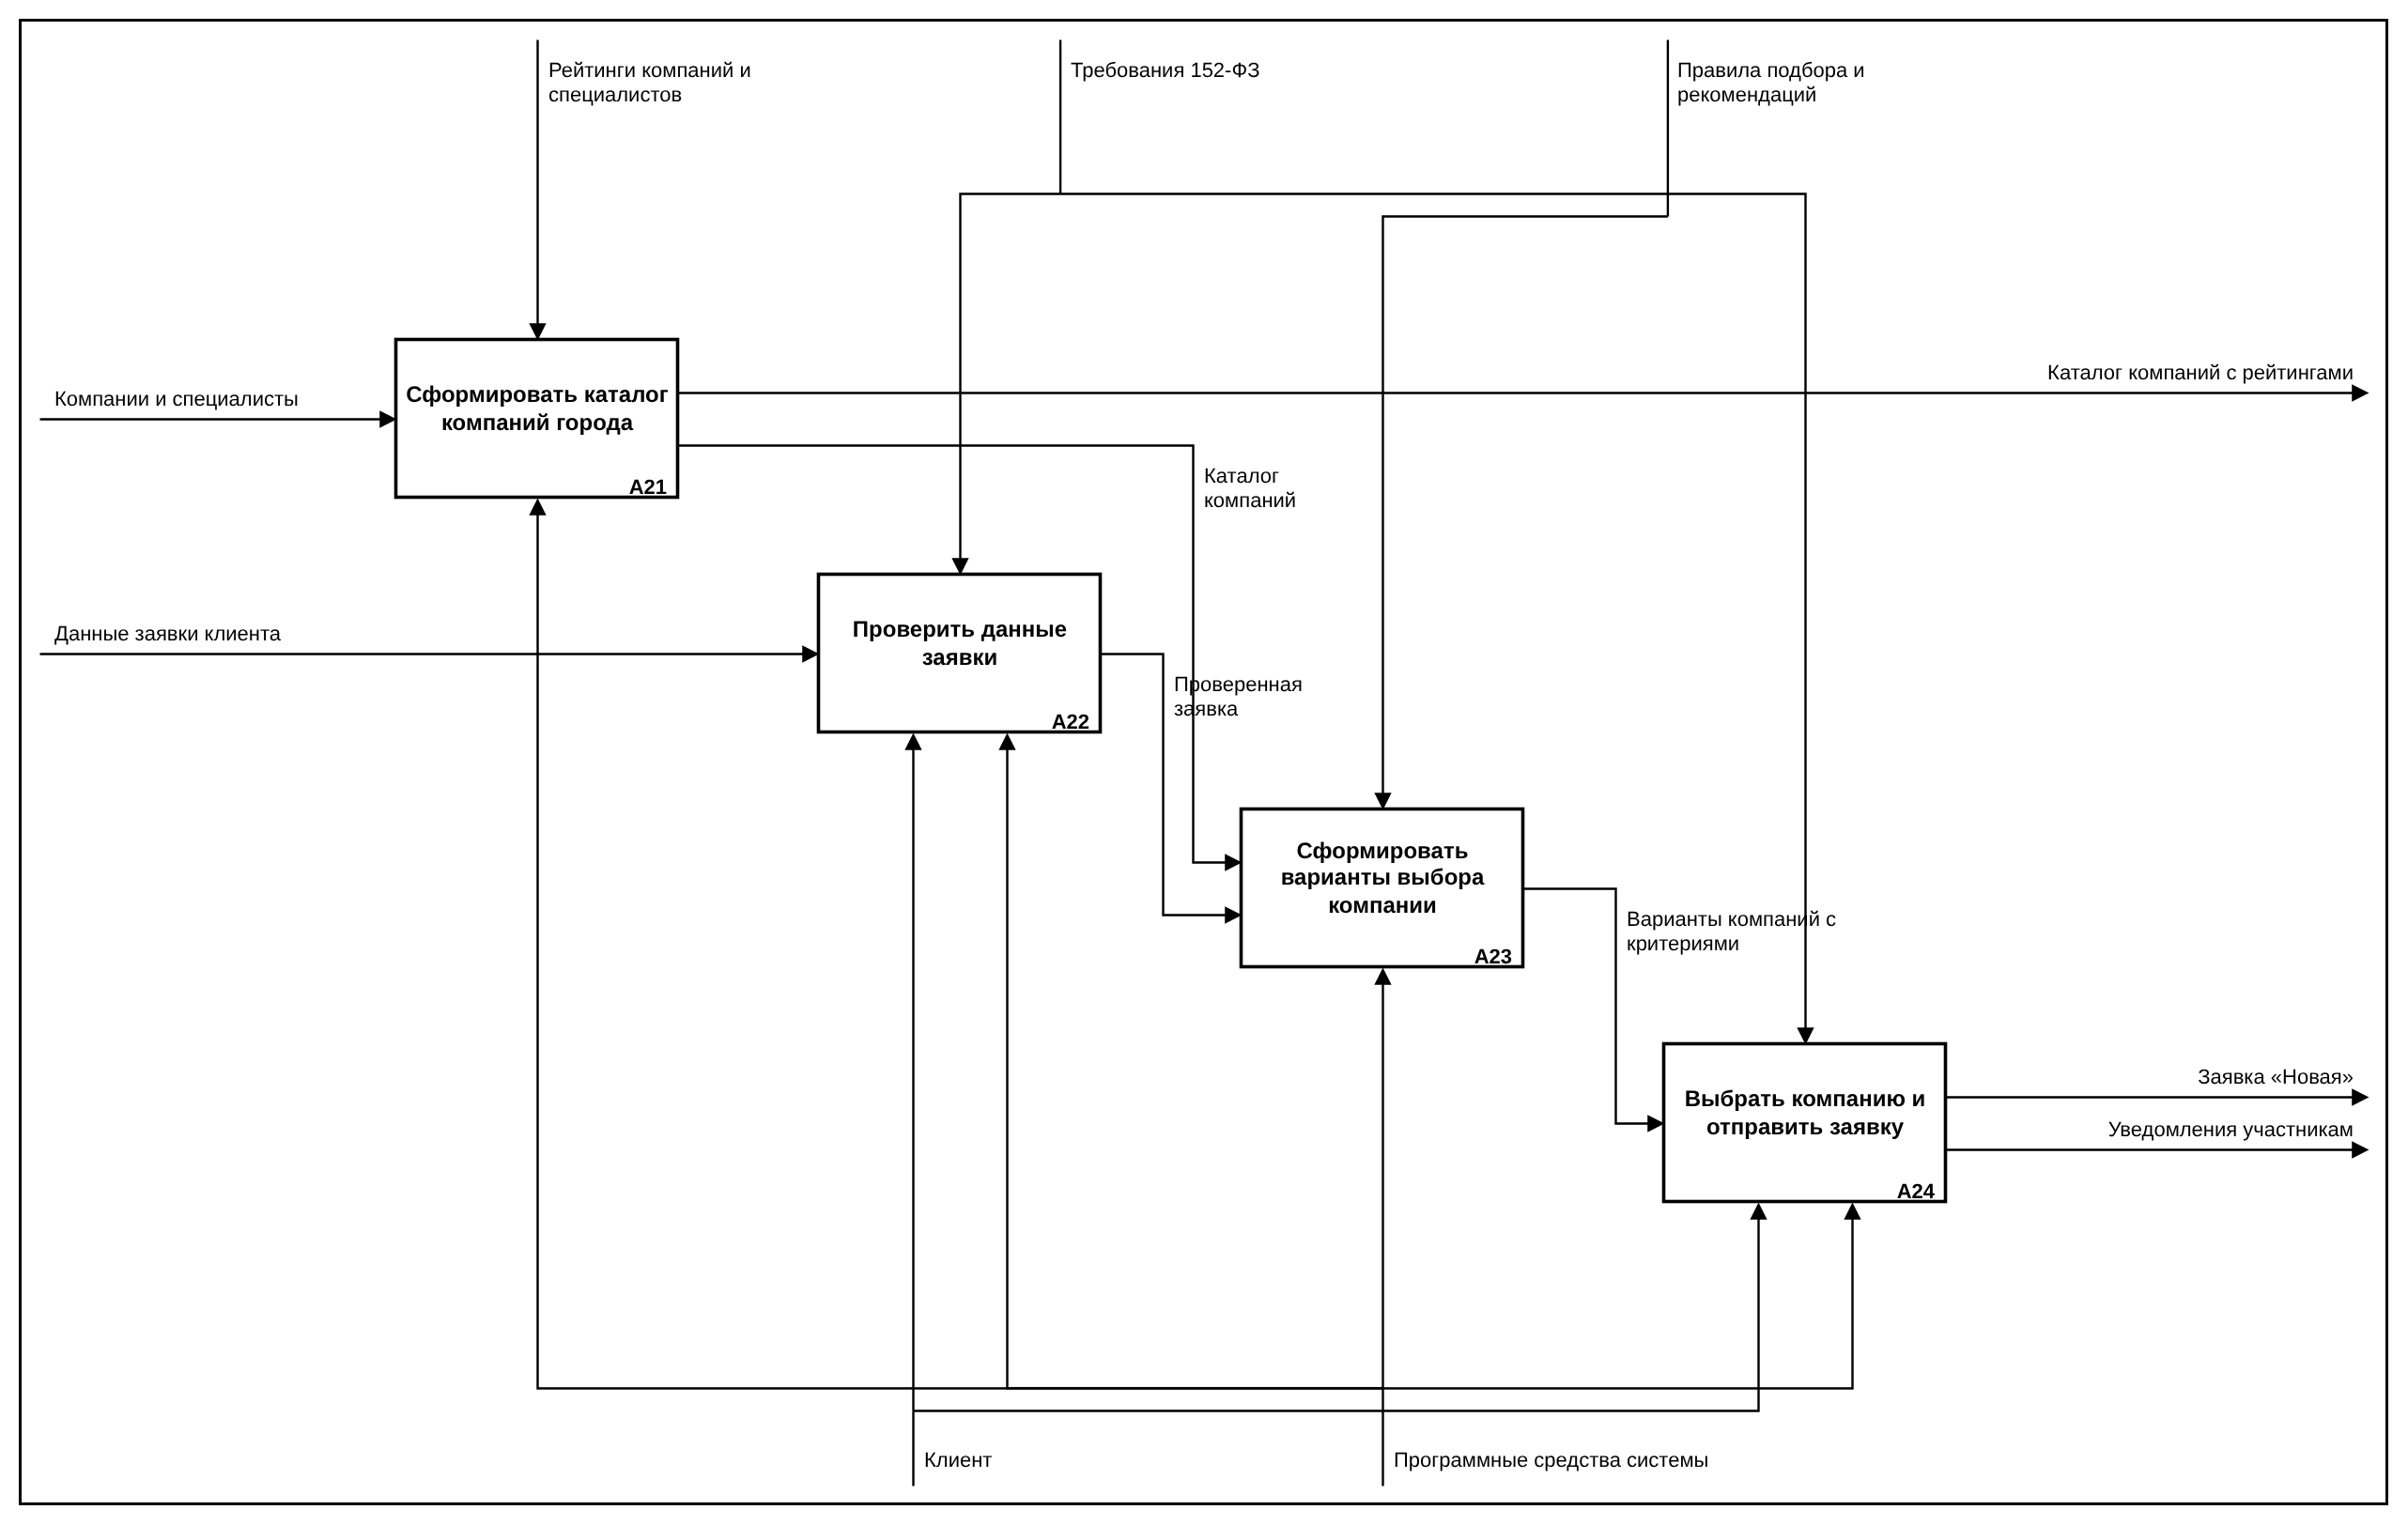 Рейтинги компаний и
специалистов
Требования 152-ФЗ
Правила подбора и
рекомендаций
Компании и специалисты
Сформировать каталог
компаний города
A21
Каталог компаний с рейтингами
Каталог
компаний
Данные заявки клиента
Проверить данные
заявки
A22
Проверенная
заявка
Сформировать
варианты выбора
компании
A23
Варианты компаний с
критериями
Выбрать компанию и
отправить заявку
A24
Заявка «Новая»
Уведомления участникам
Клиент
Программные средства системы